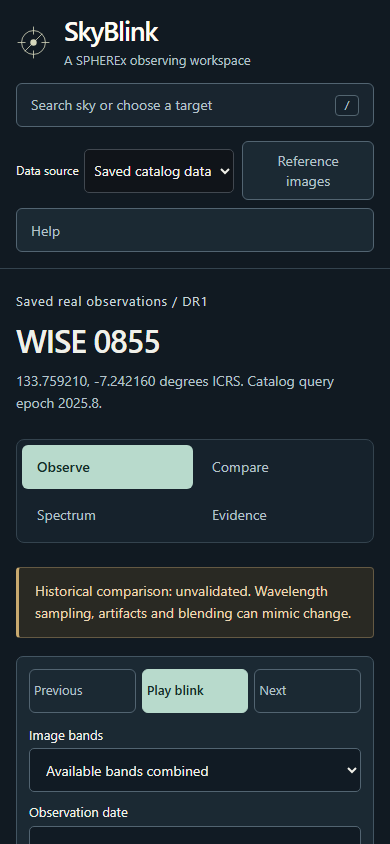 SkyBlink
A SPHEREx observing workspace
Search sky or choose a target /
Data source Saved catalog data
Reference
images
Help
Saved real observations / DR1
WISE 0855
133.759210, -7.242160 degrees ICRS. Catalog query
epoch 2025.8.
Observe Compare
Spectrum Evidence
Historical comparison: unvalidated. Wavelength
sampling, artifacts and blending can mimic change.
Previous Play blink Next
Image bands
Available bands combined
Observation date